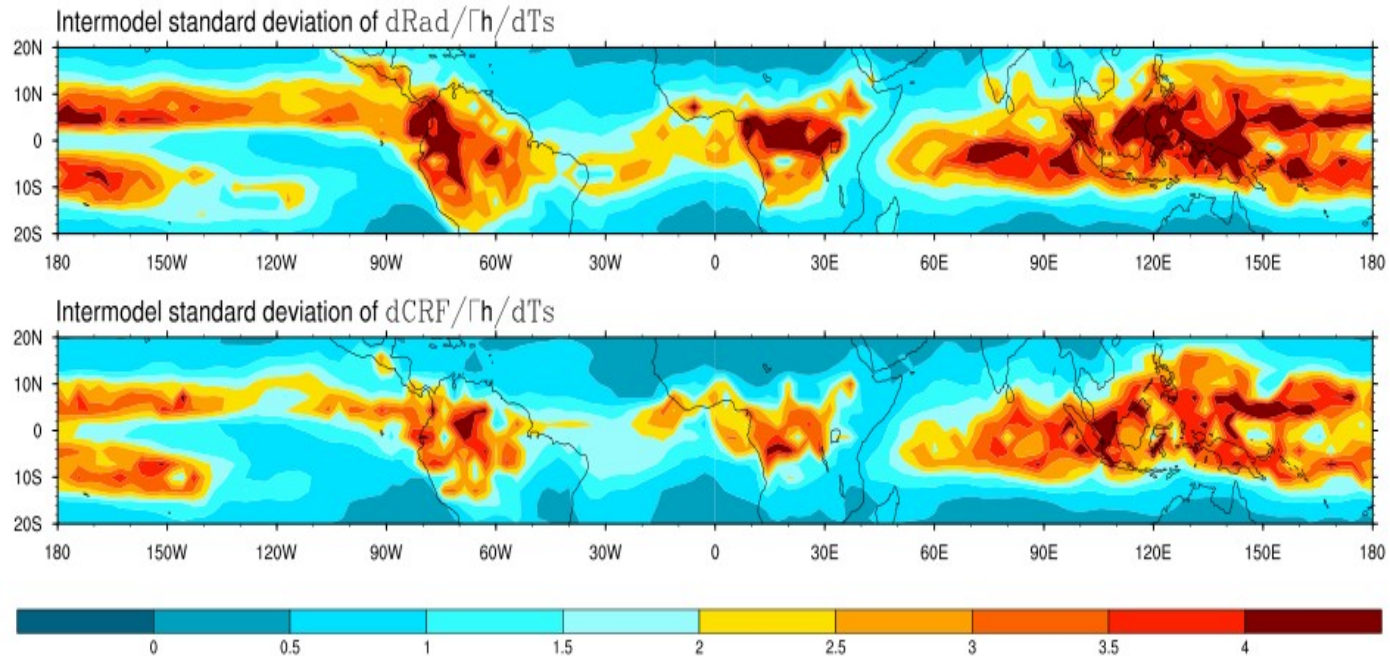 Intermodel standard deviation of dRad/Γh/dTs
20N
10N
0
10S
20S
180 150W 120W 90W 60W 30W 0 30E 60E 90E 120E 150E 180
Intermodel standard deviation of dCRF/Γh/dTs
20N
10N
0
10S
20S
180 150W 120W 90W 60W 30W 0 30E 60E 90E 120E 150E 180
0 0.5 1 1.5 2 2.5 3 3.5 4